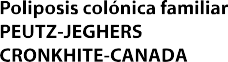 Poliposis colónica familiar
PEUTZ-JEGHERS
CRONKHITE-CANADA